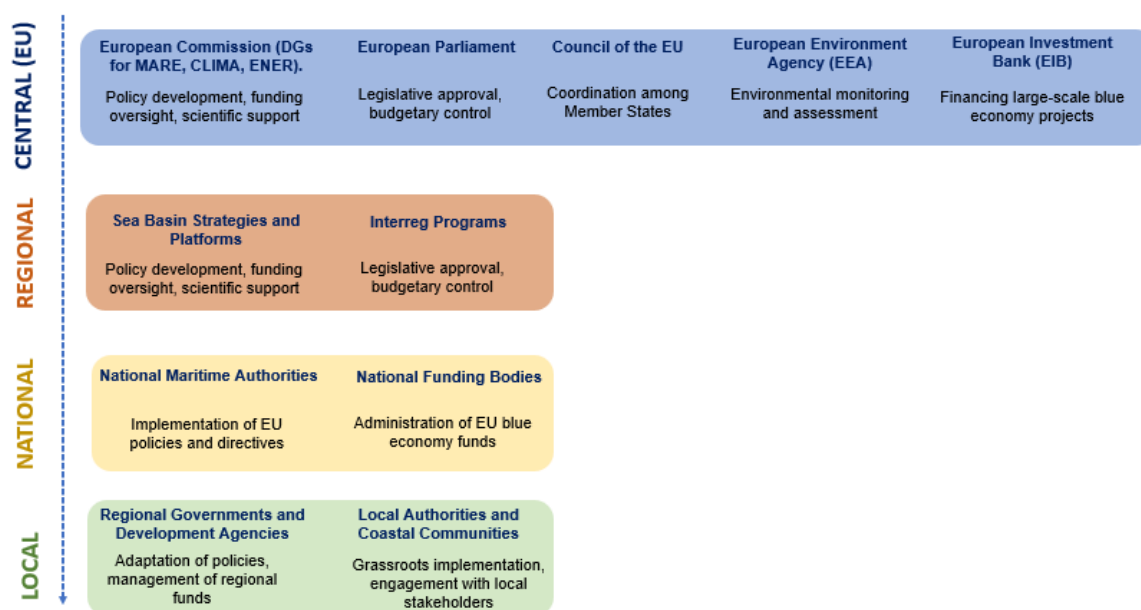 CENTRAL (EU)
European Commission (DGs
for MARE, CLIMA, ENER).
Policy development, funding
oversight, scientific support
European Parliament
Legislative approval,
budgetary control
Council of the EU
Coordination among
Member States
European Environment
Agency (EEA)
Environmental monitoring
and assessment
European Investment
Bank (EIB)
Financing large-scale blue
economy projects
REGIONAL
Sea Basin Strategies and
Platforms
Policy development, funding
oversight, scientific support
Interreg Programs
Legislative approval,
budgetary control
NATIONAL
National Maritime Authorities
Implementation of EU
policies and directives
National Funding Bodies
Administration of EU blue
economy funds
LOCAL
Regional Governments and
Development Agencies
Adaptation of policies,
management of regional
funds
Local Authorities and
Coastal Communities
Grassroots implementation,
engagement with local
stakeholders